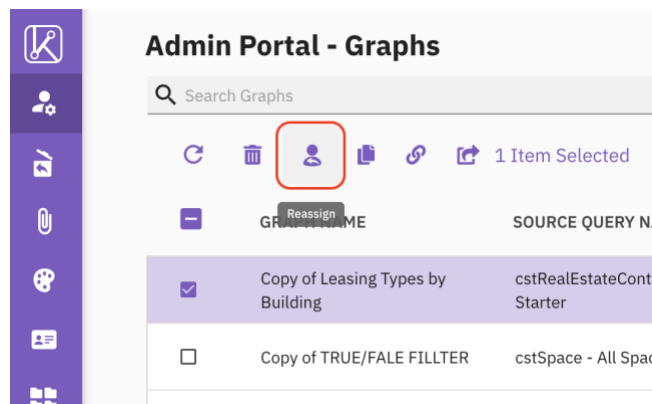 Admin Portal - Graphs
Search Graphs
1 Item Selected
Reassign
GRAPH NAME SOURCE QUERY
Copy of Leasing Types by cstRealEstateCont
Building Starter
Copy of TRUE/FALE FILLTER cstSpace - All Spac